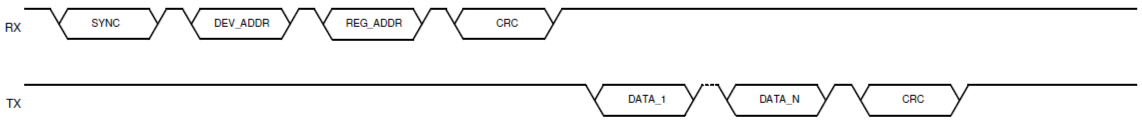 RX SYNC DEV_ADDR REG_ADDR CRC
TX DATA_1 DATA_N CRC